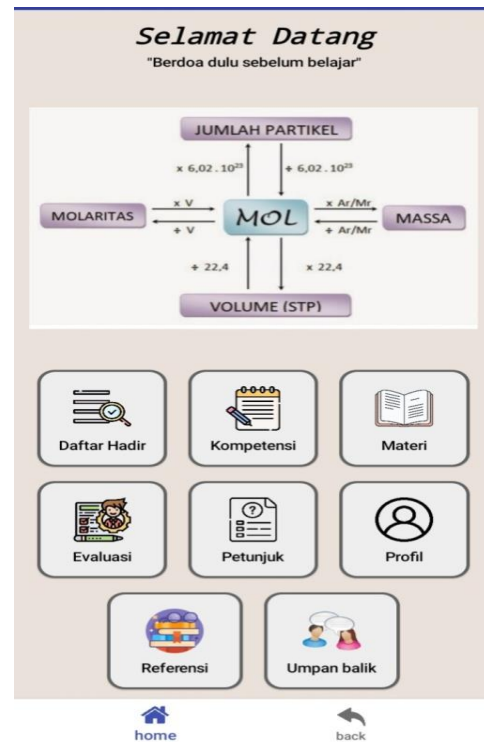 Selamat Datang
"Berdoa dulu sebelum belajar"
JUMLAH PARTIKEL
x 6,02 . 10²³
÷ 6,02 . 10²³
MOLARITAS
x V
÷ V
MOL
x Ar/Mr
÷ Ar/Mr
MASSA
÷ 22,4
x 22,4
VOLUME (STP)
Daftar Hadir
Kompetensi
Materi
Evaluasi
Petunjuk
Profil
Referensi
Umpan balik
home
back